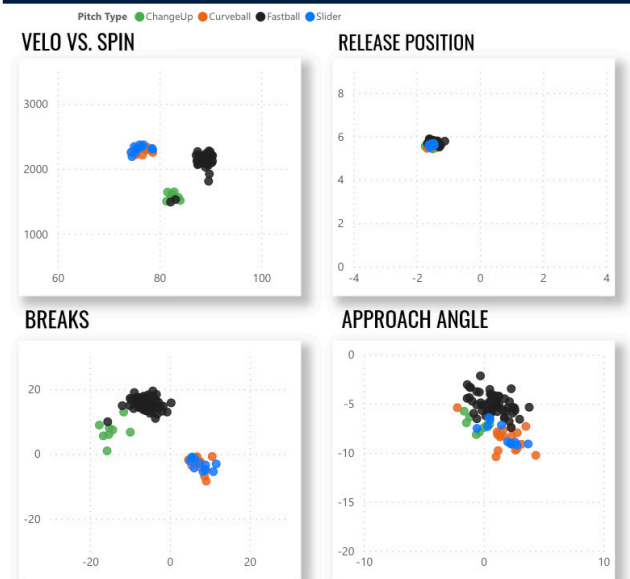 Pitch Type ChangeUp Curveball Fastball Slider
VELO VS. SPIN
RELEASE POSITION
3000
2000
1000
60 80 100
8
6
4
2
0
-4 -2 0 2 4
BREAKS
APPROACH ANGLE
20
0
-20
-20 0 20
0
-5
-10
-15
-20
-10 0 10